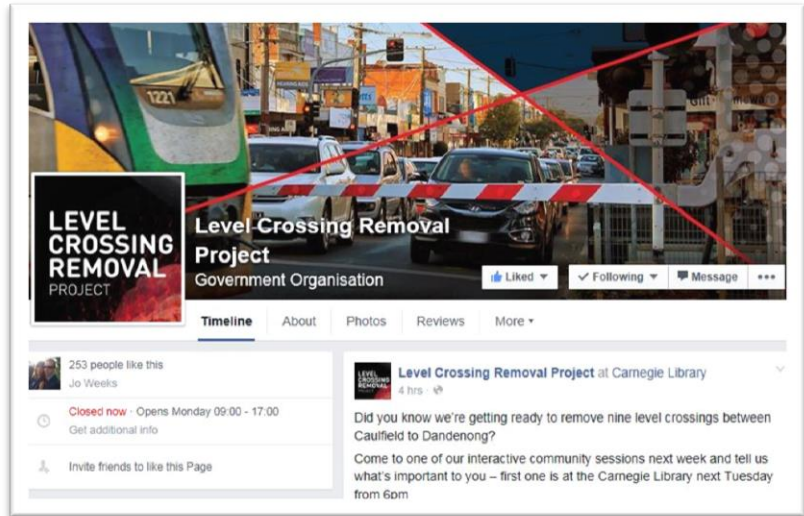 1221
LEVEL
CROSSING
REMOVAL
PROJECT
Level Crossing Removal
Project
Government Organisation
Liked
Following
Message
Timeline
About
Photos
Reviews
More
253 people like this
Jo Weeks
Closed now · Opens Monday 09:00 - 17:00
Get additional info
Invite friends to like this Page
LEVEL
CROSSING
REMOVAL
Level Crossing Removal Project at Carnegie Library
4 hrs ·
Did you know we're getting ready to remove nine level crossings between
Caulfield to Dandenong?
Come to one of our interactive community sessions next week and tell us
what's important to you – first one is at the Carnegie Library next Tuesday
from 6pm